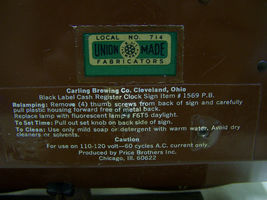 LOCAL NO. 714
UNION MADE
FABRICATORS
Carling Brewing Co. Cleveland, Ohio
Black Label Cash Register Clock Sign Item # 1569 P.B.
Relamping: Remove (4) thumb screws from back of sign and carefully
pull plastic housing forward free of metal back.
Replace lamp with fluorescent lamp # F6T5 daylight.
To Set Time: Pull out set knob on back side of sign.
To Clean: Use only mild soap or detergent with warm water. Avoid dry
cleaners or solvents.
Caution
For use on 110-120 volt—60 cycles A.C. current only.
Produced by Price Brothers Inc.
Chicago, Ill. 60622